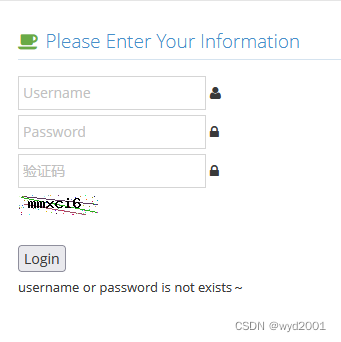 Please Enter Your Information
Username
Password
验证码
mmxci6
Login
username or password is not exists～
CSDN @wyd2001